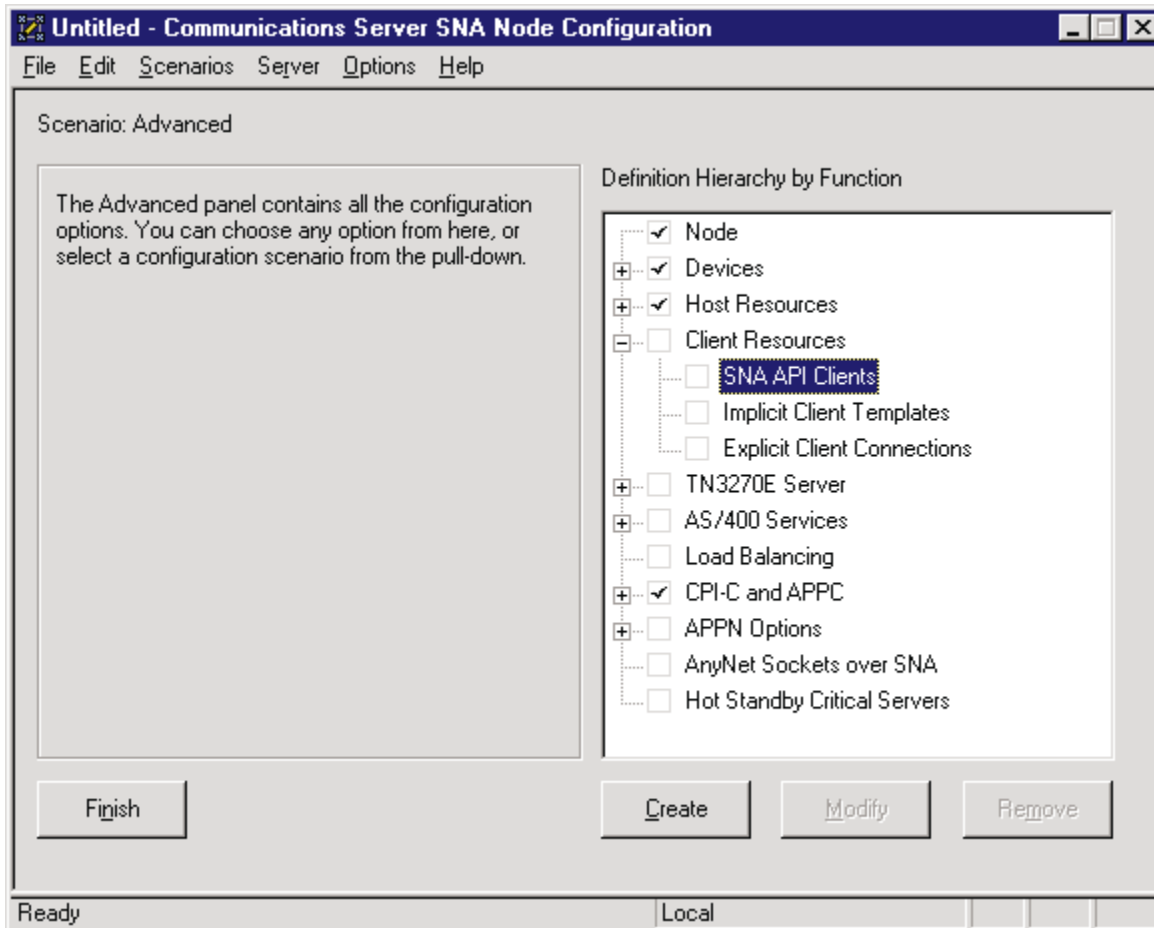 Untitled - Communications Server SNA Node Configuration
File Edit Scenarios Server Options Help
Scenario: Advanced
The Advanced panel contains all the configuration
options. You can choose any option from here, or
select a configuration scenario from the pull-down.
Definition Hierarchy by Function
Node
Devices
Host Resources
Client Resources
SNA API Clients
Implicit Client Templates
Explicit Client Connections
TN3270E Server
AS/400 Services
Load Balancing
CPI-C and APPC
APPN Options
AnyNet Sockets over SNA
Hot Standby Critical Servers
Finish
Create
Modify
Remove
Ready
Local